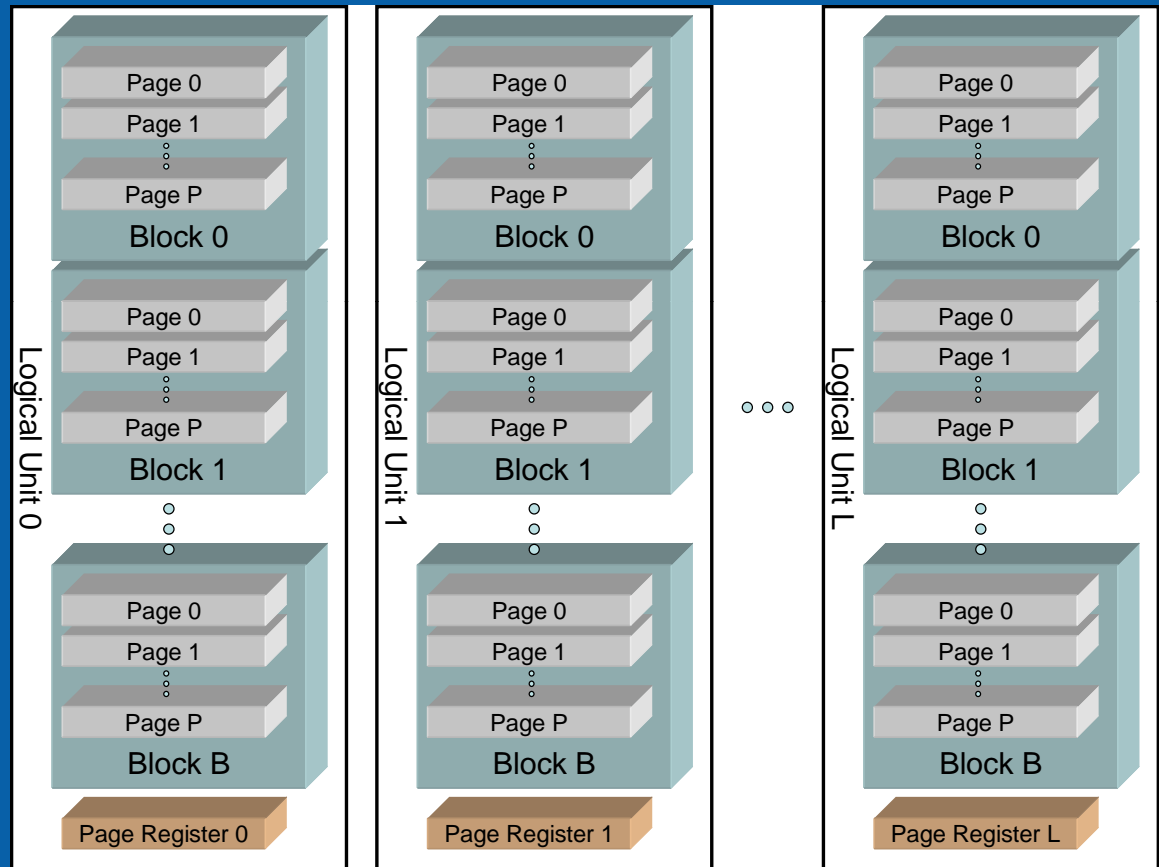 Logical Unit 0
Page 0
Page 1
Page P
Block 0
Page 0
Page 1
Page P
Block 1
Page 0
Page 1
Page P
Block B
Page Register 0
Logical Unit 1
Page 0
Page 1
Page P
Block 0
Page 0
Page 1
Page P
Block 1
Page 0
Page 1
Page P
Block B
Page Register 1
Logical Unit L
Page 0
Page 1
Page P
Block 0
Page 0
Page 1
Page P
Block 1
Page 0
Page 1
Page P
Block B
Page Register L